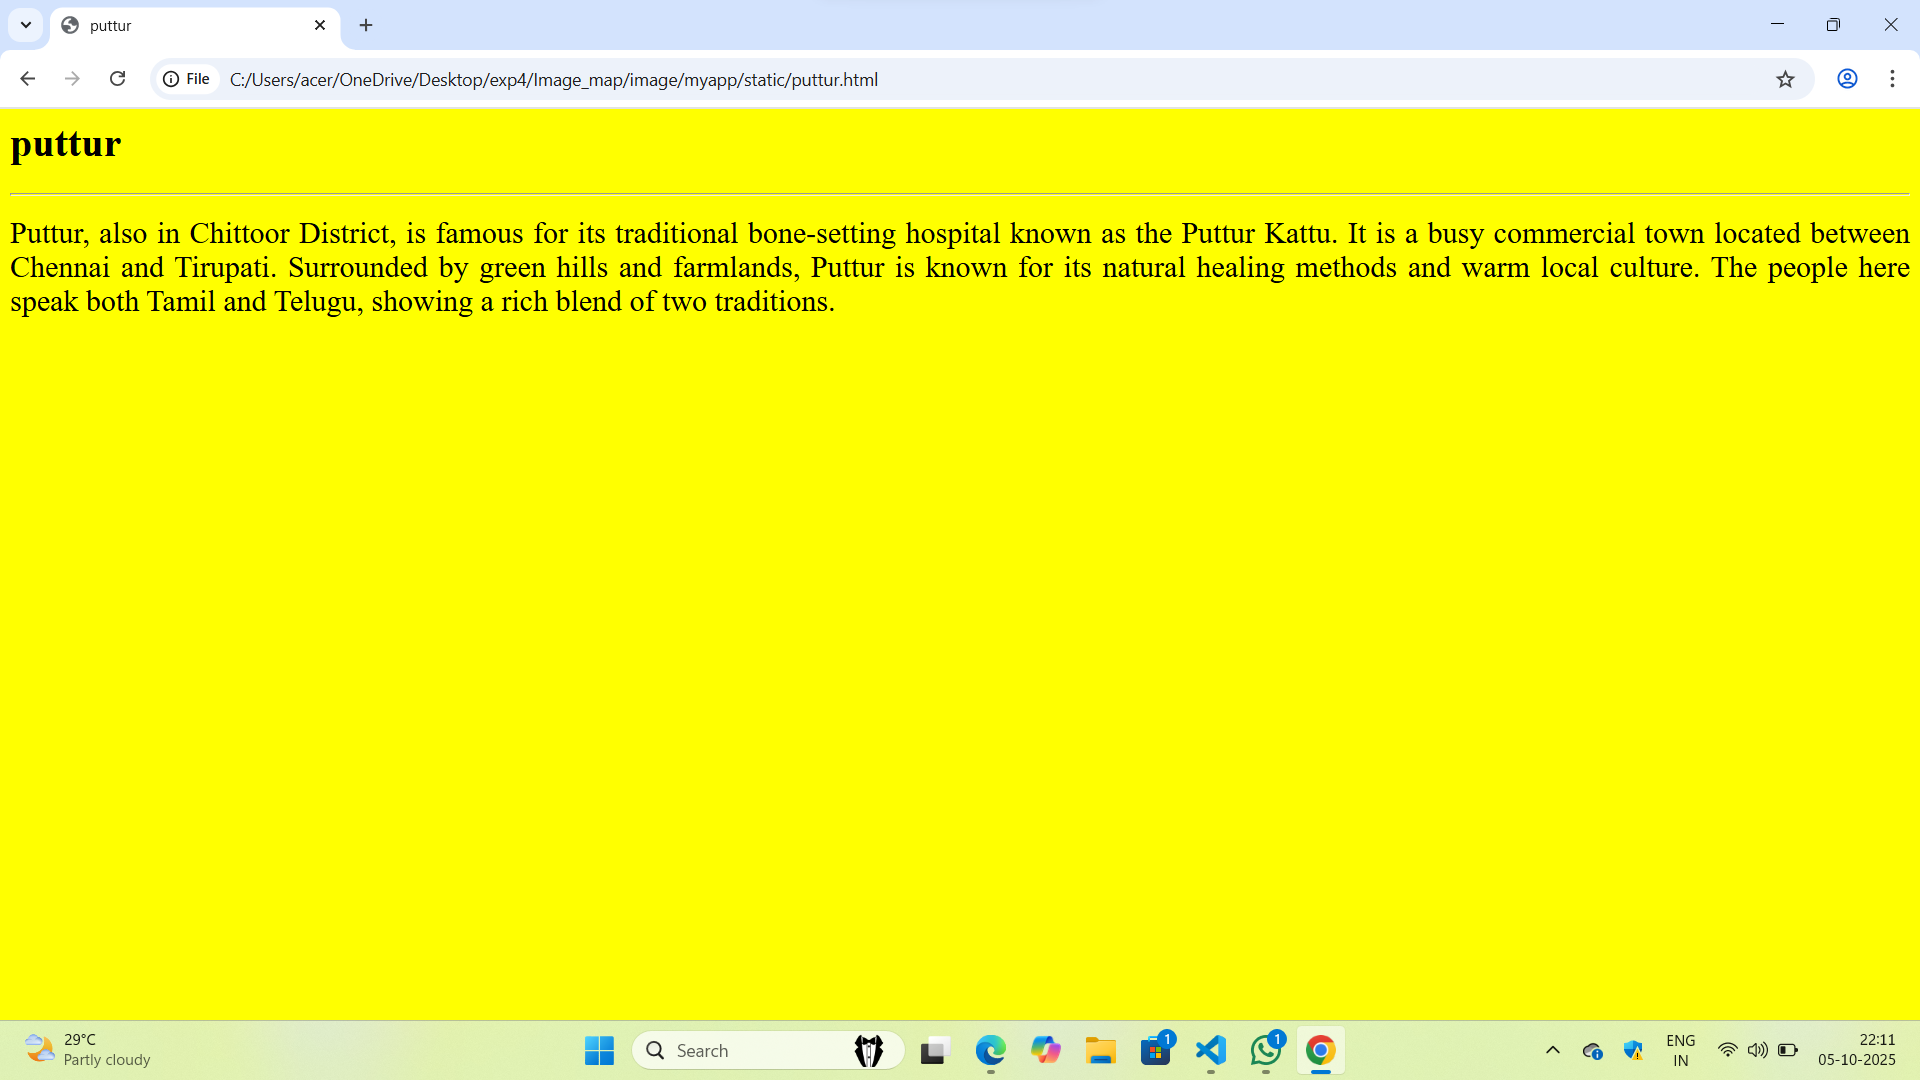 puttur
File
C:/Users/acer/OneDrive/Desktop/exp4/Image_map/image/myapp/static/puttur.html
puttur
Puttur, also in Chittoor District, is famous for its traditional bone-setting hospital known as the Puttur Kattu. It is a busy commercial town located between
Chennai and Tirupati. Surrounded by green hills and farmlands, Puttur is known for its natural healing methods and warm local culture. The people here
speak both Tamil and Telugu, showing a rich blend of two traditions.
29°C
Partly cloudy
Search
1
1
ENG
IN
22:11
05-10-2025